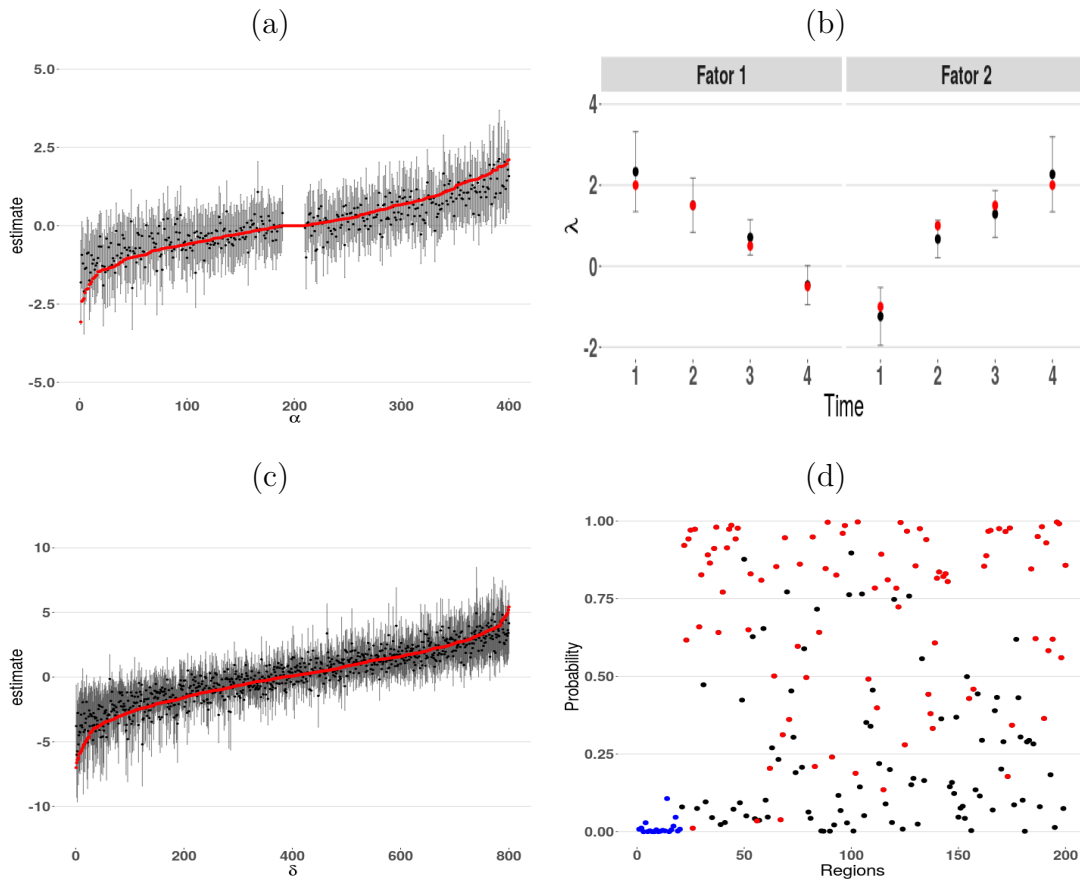 (a)
5.0
2.5
0.0
-2.5
-5.0
estimate
0 100 200 300 400
α
(b)
Fator 1 Fator 2
4
2
0
-2
λ
1 2 3 4 1 2 3 4
Time
(c)
10
5
0
-5
-10
estimate
0 200 400 600 800
δ
(d)
1.00
0.75
0.50
0.25
0.00
Probability
0 50 100 150 200
Regions